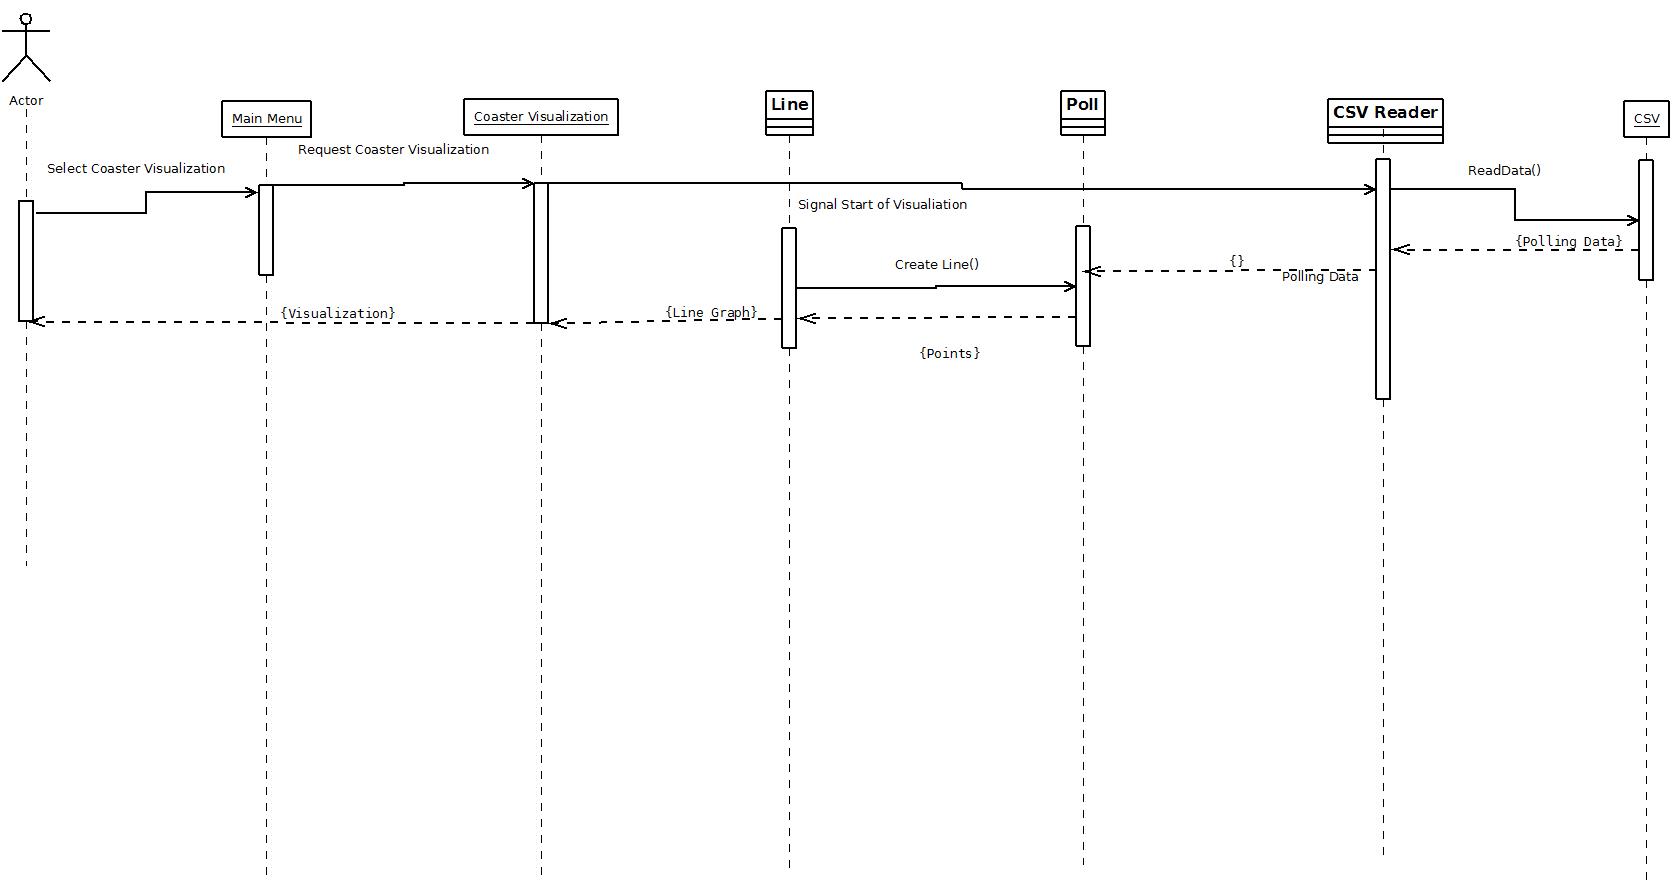 Actor
Main Menu
Coaster Visualization
Line
Poll
CSV Reader
CSV
Request Coaster Visualization
Select Coaster Visualization
ReadData()
Signal Start of Visualiation
{Polling Data}
{}
Create Line()
Polling Data
{Visualization}
{Line Graph}
{Points}